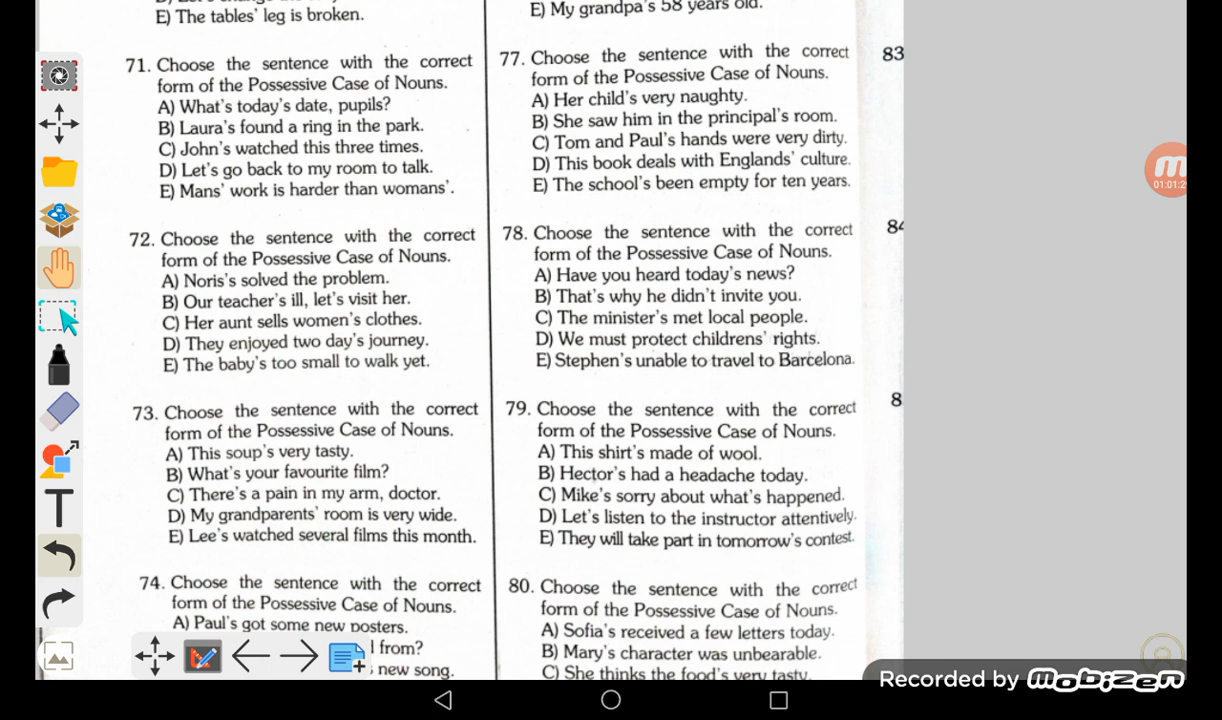 E) The tables' leg is broken.
71. Choose the sentence with the correct
form of the Possessive Case of Nouns.
A) What's today's date, pupils?
B) Laura's found a ring in the park.
C) John's watched this three times.
D) Let's go back to my room to talk.
E) Mans' work is harder than womans'.
72. Choose the sentence with the correct
form of the Possessive Case of Nouns.
A) Noris's solved the problem.
B) Our teacher's ill, let's visit her.
C) Her aunt sells women's clothes.
D) They enjoyed two day's journey.
E) The baby's too small to walk yet.
73. Choose the sentence with the correct
form of the Possessive Case of Nouns.
A) This soup's very tasty.
B) What's your favourite film?
C) There's a pain in my arm, doctor.
D) My grandparents' room is very wide.
E) Lee's watched several films this month.
74. Choose the sentence with the correct
form of the Possessive Case of Nouns.
A) Paul's got some new posters.
from?
new song.
E) My grandpa's 58 years old.
77. Choose the sentence with the correct
form of the Possessive Case of Nouns.
A) Her child's very naughty.
B) She saw him in the principal's room.
C) Tom and Paul's hands were very dirty.
D) This book deals with Englands' culture.
E) The school's been empty for ten years.
78. Choose the sentence with the correct
form of the Possessive Case of Nouns.
A) Have you heard today's news?
B) That's why he didn't invite you.
C) The minister's met local people.
D) We must protect childrens' rights.
E) Stephen's unable to travel to Barcelona.
79. Choose the sentence with the correct
form of the Possessive Case of Nouns.
A) This shirt's made of wool.
B) Hector's had a headache today.
C) Mike's sorry about what's happened.
D) Let's listen to the instructor attentively.
E) They will take part in tomorrow's contest.
80. Choose the sentence with the correct
form of the Possessive Case of Nouns.
A) Sofia's received a few letters today.
B) Mary's character was unbearable.
C) She thinks the food's very tasty.
83
84
8
T
01:01:2
Recorded by mobizen